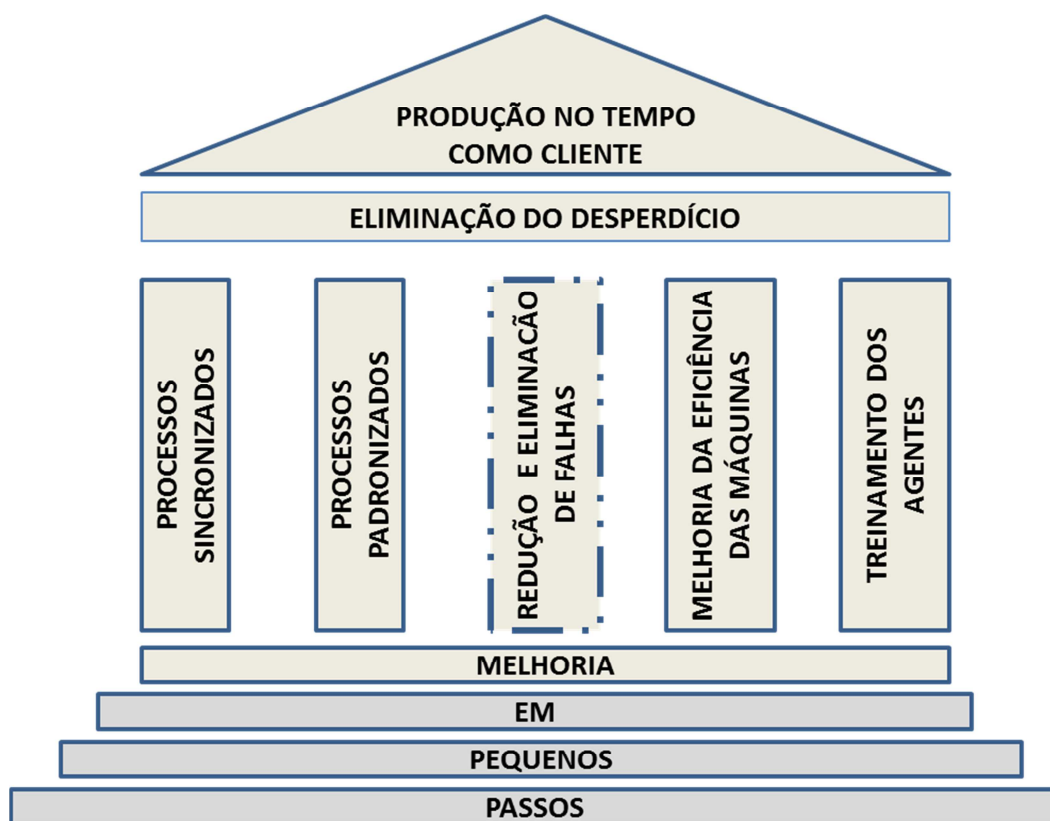 PRODUÇÃO NO TEMPO
COMO CLIENTE
ELIMINAÇÃO DO DESPERDÍCIO
PROCESSOS
SINCRONIZADOS
PROCESSOS
PADRONIZADOS
REDUÇÃO E ELIMINACÃO
DE FALHAS
MELHORIA DA EFICIÊNCIA
DAS MÁQUINAS
TREINAMENTO DOS
AGENTES
MELHORIA
EM
PEQUENOS
PASSOS